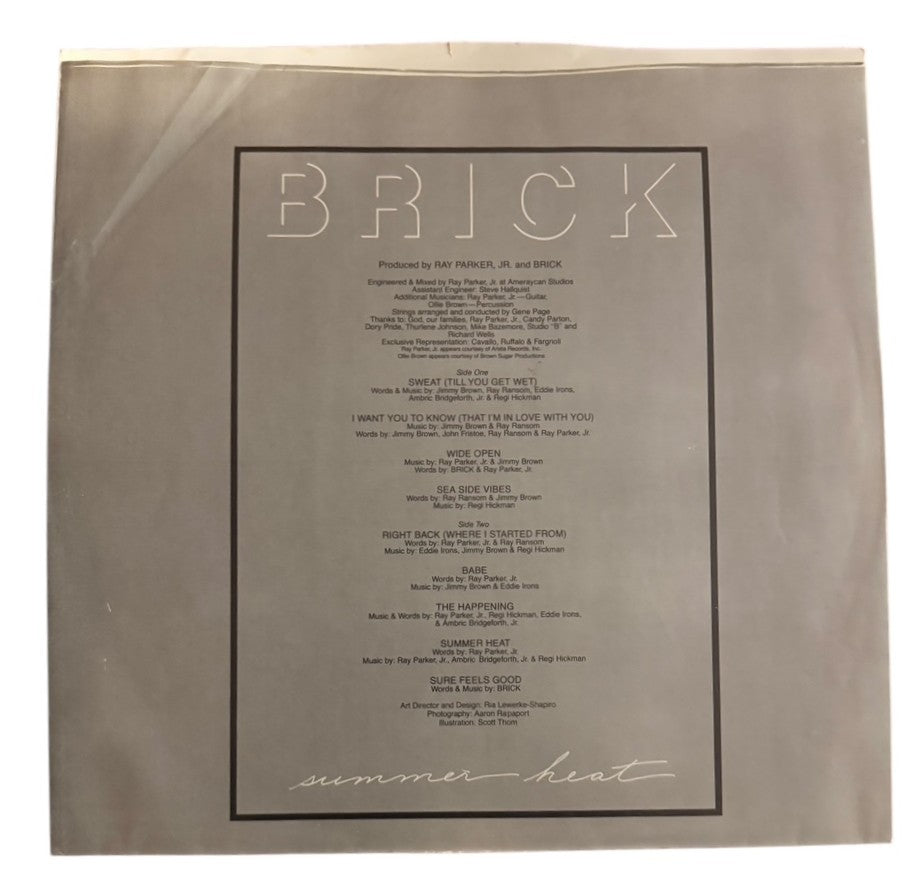 BRICK
Produced by RAY PARKER, JR. and BRICK
Engineered & Mixed by Ray Parker, Jr. at Ameraycan Studios
Assistant Engineer: Steve Hallquist
Additional Musicians: Ray Parker, Jr.—Guitar,
Ollie Brown—Percussion
Strings arranged and conducted by Gene Page
Thanks to: God, our families, Ray Parker, Jr., Candy Parton,
Dory Pride, Thurlene Johnson, Mike Bazemore, Studio "B" and
Richard Wells
Exclusive Representation: Cavallo, Ruffalo & Fargnoli
Ray Parker, Jr. appears courtesy of Arista Records, Inc.
Ollie Brown appears courtesy of Brown Sugar Productions
Side One
SWEAT (TILL YOU GET WET)
Words & Music by: Jimmy Brown, Ray Ransom, Eddie Irons,
Ambric Bridgeforth, Jr. & Regi Hickman
I WANT YOU TO KNOW (THAT I'M IN LOVE WITH YOU)
Music by: Jimmy Brown & Ray Ransom
Words by: Jimmy Brown, John Fristoe, Ray Ransom & Ray Parker, Jr.
WIDE OPEN
Music by: Ray Parker, Jr. & Jimmy Brown
Words by: BRICK & Ray Parker, Jr.
SEA SIDE VIBES
Words by: Ray Ransom & Jimmy Brown
Music by: Regi Hickman
Side Two
RIGHT BACK (WHERE I STARTED FROM)
Words by: Ray Parker, Jr. & Ray Ransom
Music by: Eddie Irons, Jimmy Brown & Regi Hickman
BABE
Words by: Ray Parker, Jr.
Music by: Jimmy Brown & Eddie Irons
THE HAPPENING
Music & Words by: Ray Parker, Jr., Regi Hickman, Eddie Irons,
& Ambric Bridgeforth, Jr.
SUMMER HEAT
Words by: Ray Parker, Jr.
Music by: Ray Parker, Jr., Ambric Bridgeforth, Jr. & Regi Hickman
SURE FEELS GOOD
Words & Music by: BRICK
Art Director and Design: Ria Lewerke-Shapiro
Photography: Aaron Rapaport
Illustration: Scott Thom
summer heat